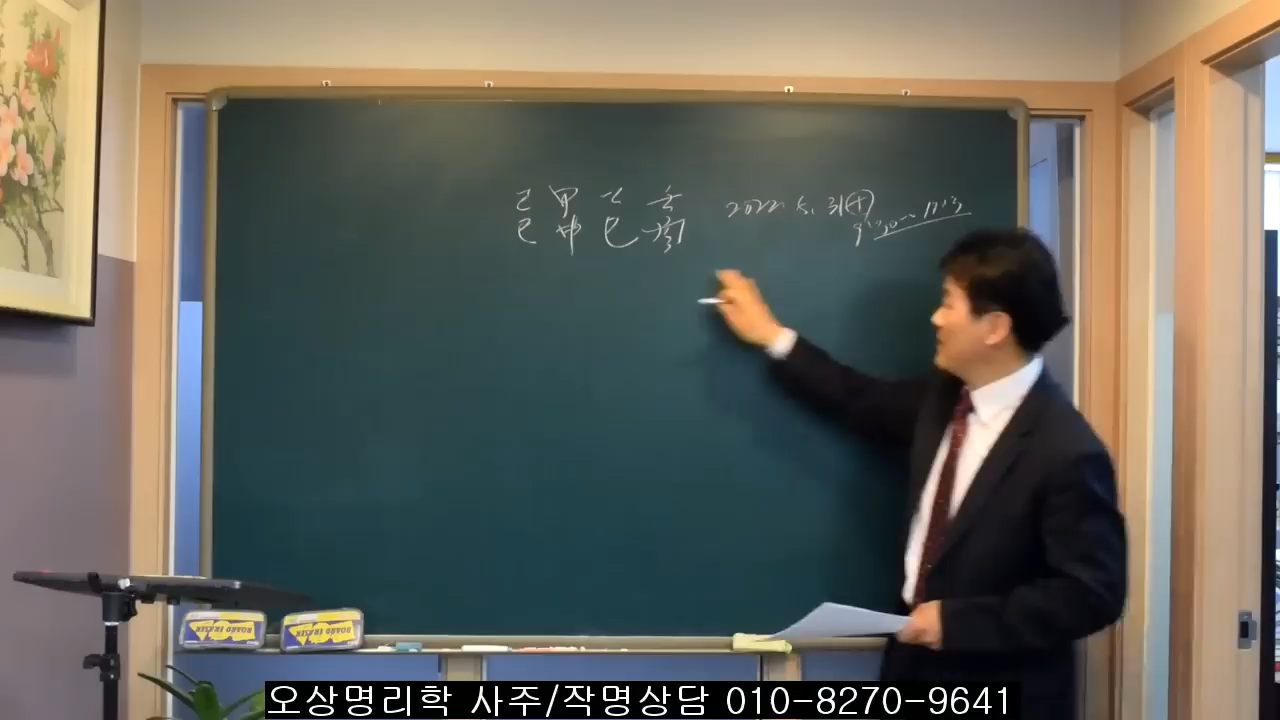 己 甲 乙 壬 2022. 5. 31 (+)
巳 申 巳 寅
BOARD ERASER
BOARD ERASER
오상명리학 사주/작명상담 010-8270-9641